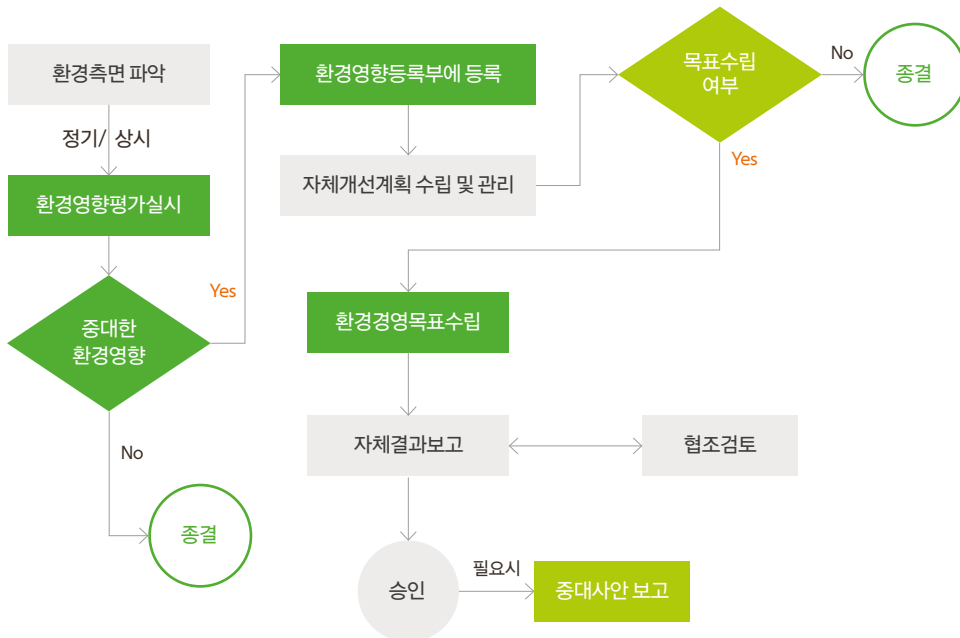 환경측면 파악
정기/ 상시
환경영향평가실시
중대한
환경영향
Yes
No
종결
환경영향등록부에 등록
자체개선계획 수립 및 관리
목표수립
여부
No
종결
Yes
환경경영목표수립
자체결과보고
협조검토
승인
필요시
중대사안 보고